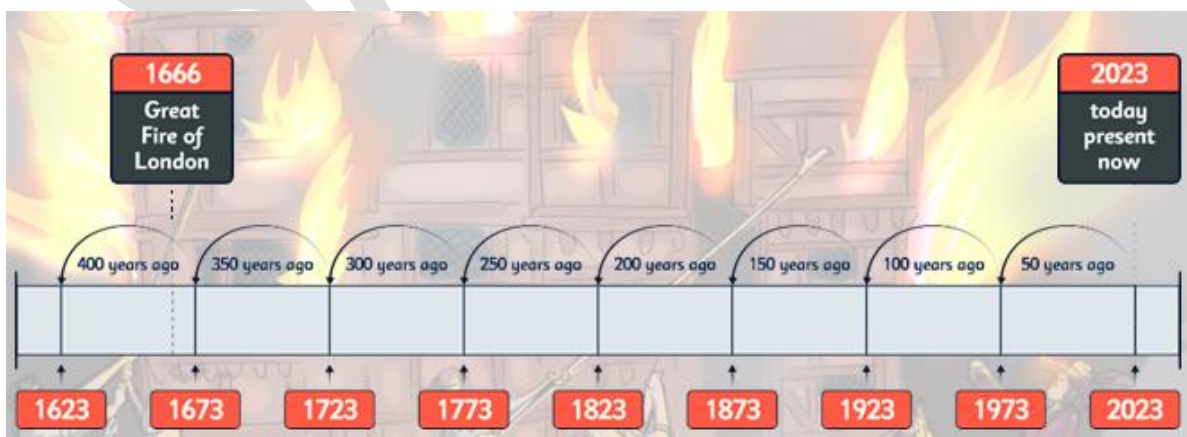 1666
Great
Fire of
London
2023
today
present
now
400 years ago
350 years ago
300 years ago
250 years ago
200 years ago
150 years ago
100 years ago
50 years ago
1623
1673
1723
1773
1823
1873
1923
1973
2023